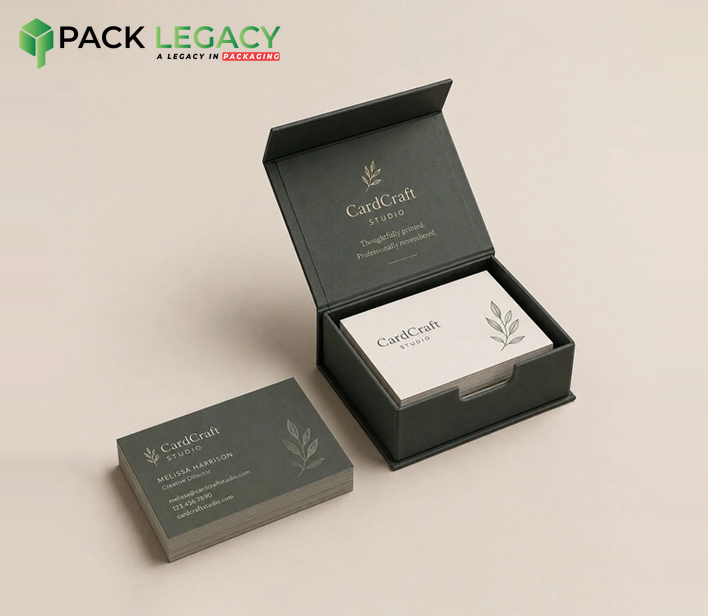 PACK LEGACY
A LEGACY IN PACKAGING
CardCraft
STUDIO
Thoughtfully printed.
Professionally remembered.
CardCraft
STUDIO
CardCraft
STUDIO
MELISSA HARRISON
Creative Director
melissa@cardcraftstudio.com
123.456.7890
cardcraftstudio.com